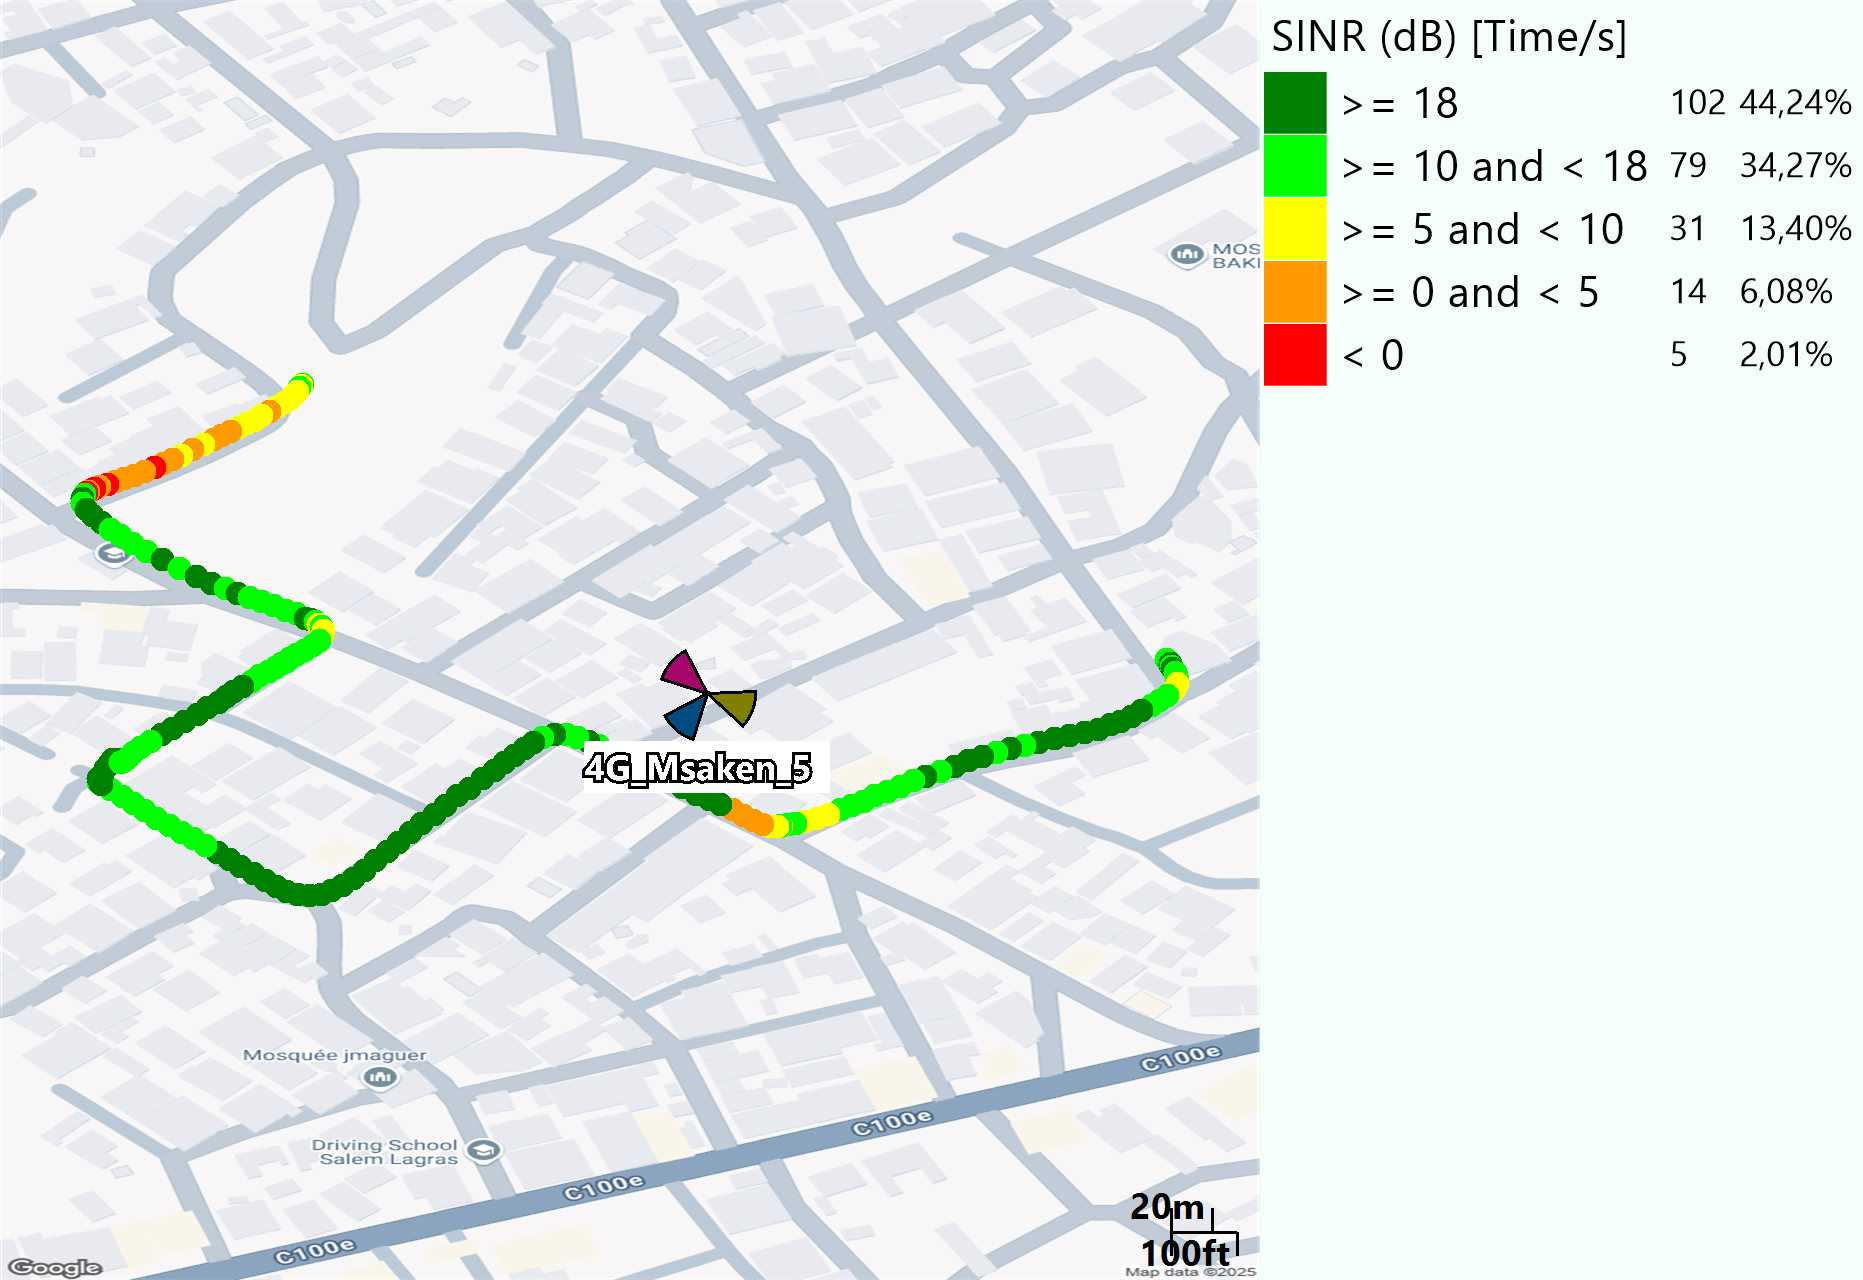 SINR (dB) [Time/s]
>= 18 102 44,24%
>= 10 and < 18 79 34,27%
>= 5 and < 10 31 13,40%
>= 0 and < 5 14 6,08%
< 0 5 2,01%
MOS
BAKI
4G_Msaken_5
Mosquée jmaguer
C100e
Driving School
Salem Lagras
C100e
C100e
C100e
20m
100ft
Google
Map data ©2025